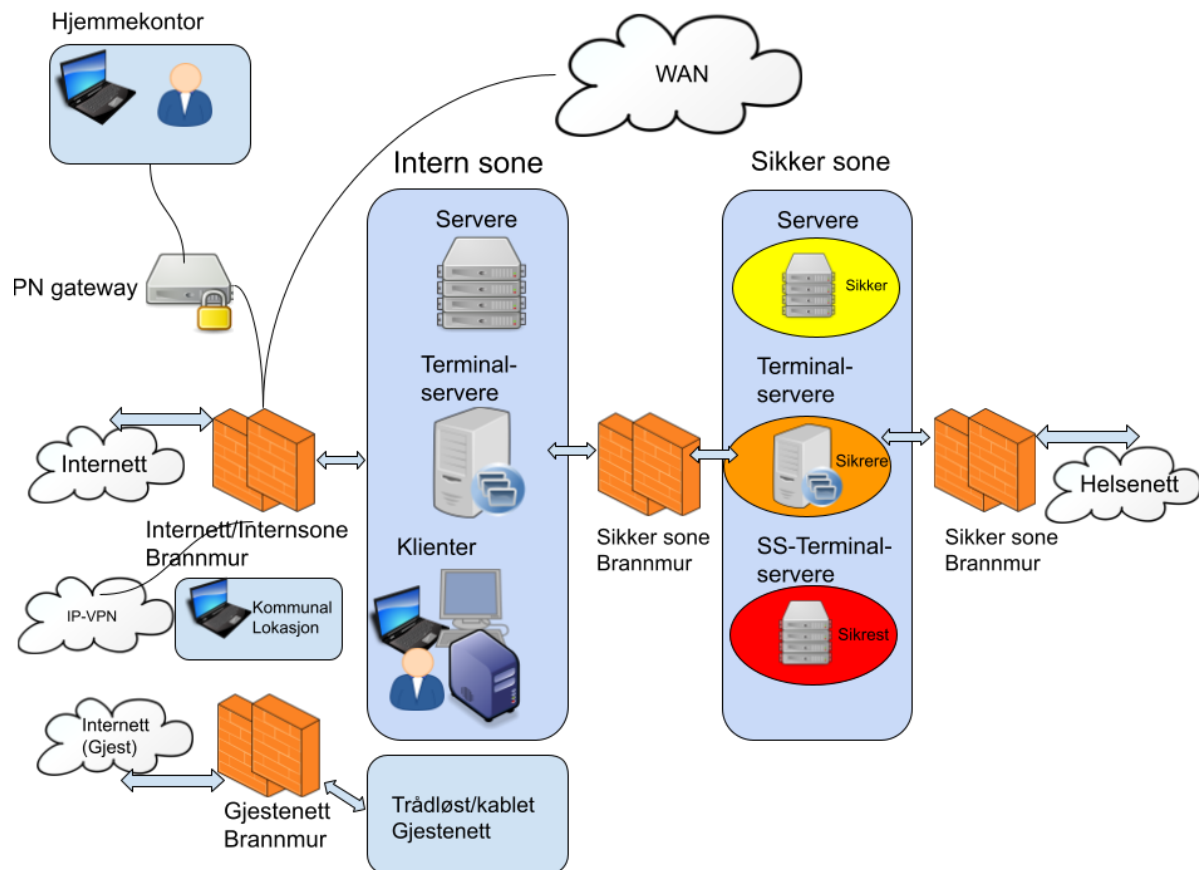 Hjemmekontor
WAN
Intern sone
Sikker sone
Servere
Servere
Sikker
PN gateway
Terminal-
servere
Terminal-
servere
Sikrere
Internett
Internett/Internsone
Brannmur
Sikker sone
Brannmur
Helsenett
Sikker sone
Brannmur
Klienter
SS-Terminal-
servere
Sikrest
IP-VPN
Kommunal
Lokasjon
Internett
(Gjest)
Gjestenett
Brannmur
Trådløst/kablet
Gjestenett